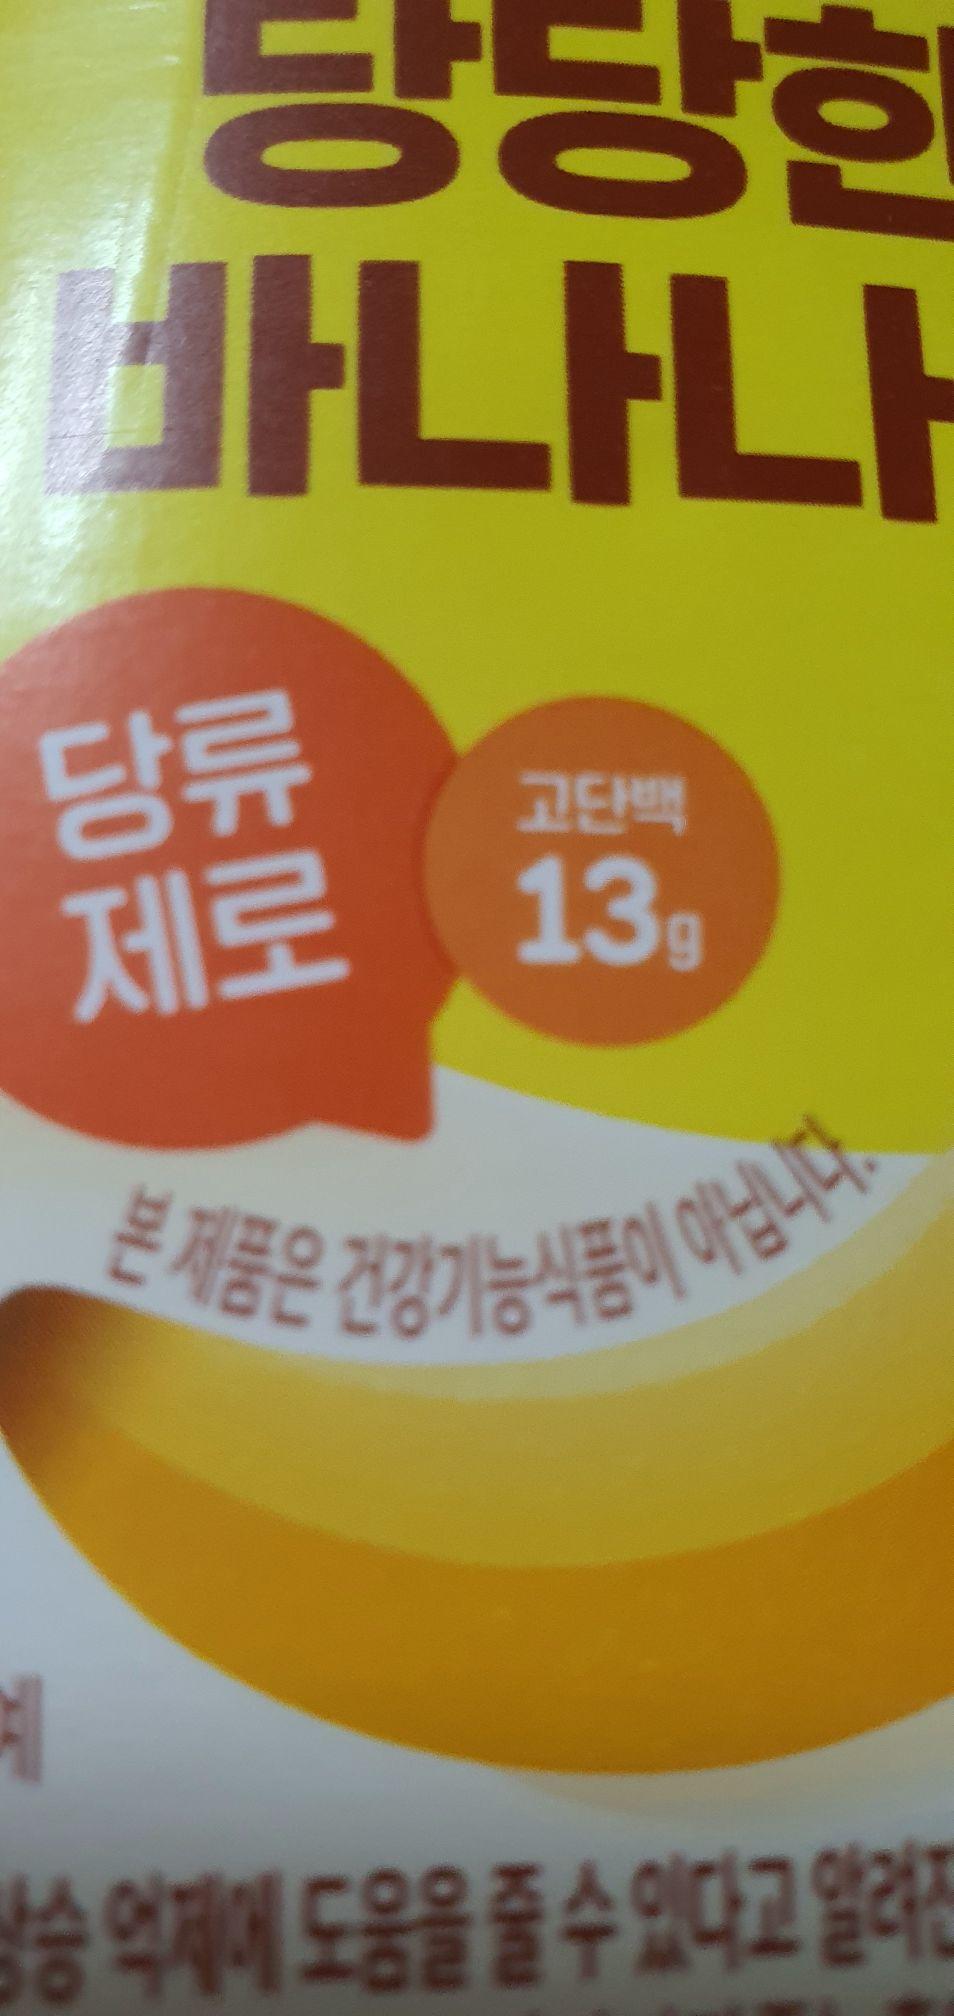 당당한
바나나
당류
제로
고단백
13g
본 제품은 건강기능식품이 아닙니다.
제
상승 억제에 도움을 줄 수 있다고 알려진